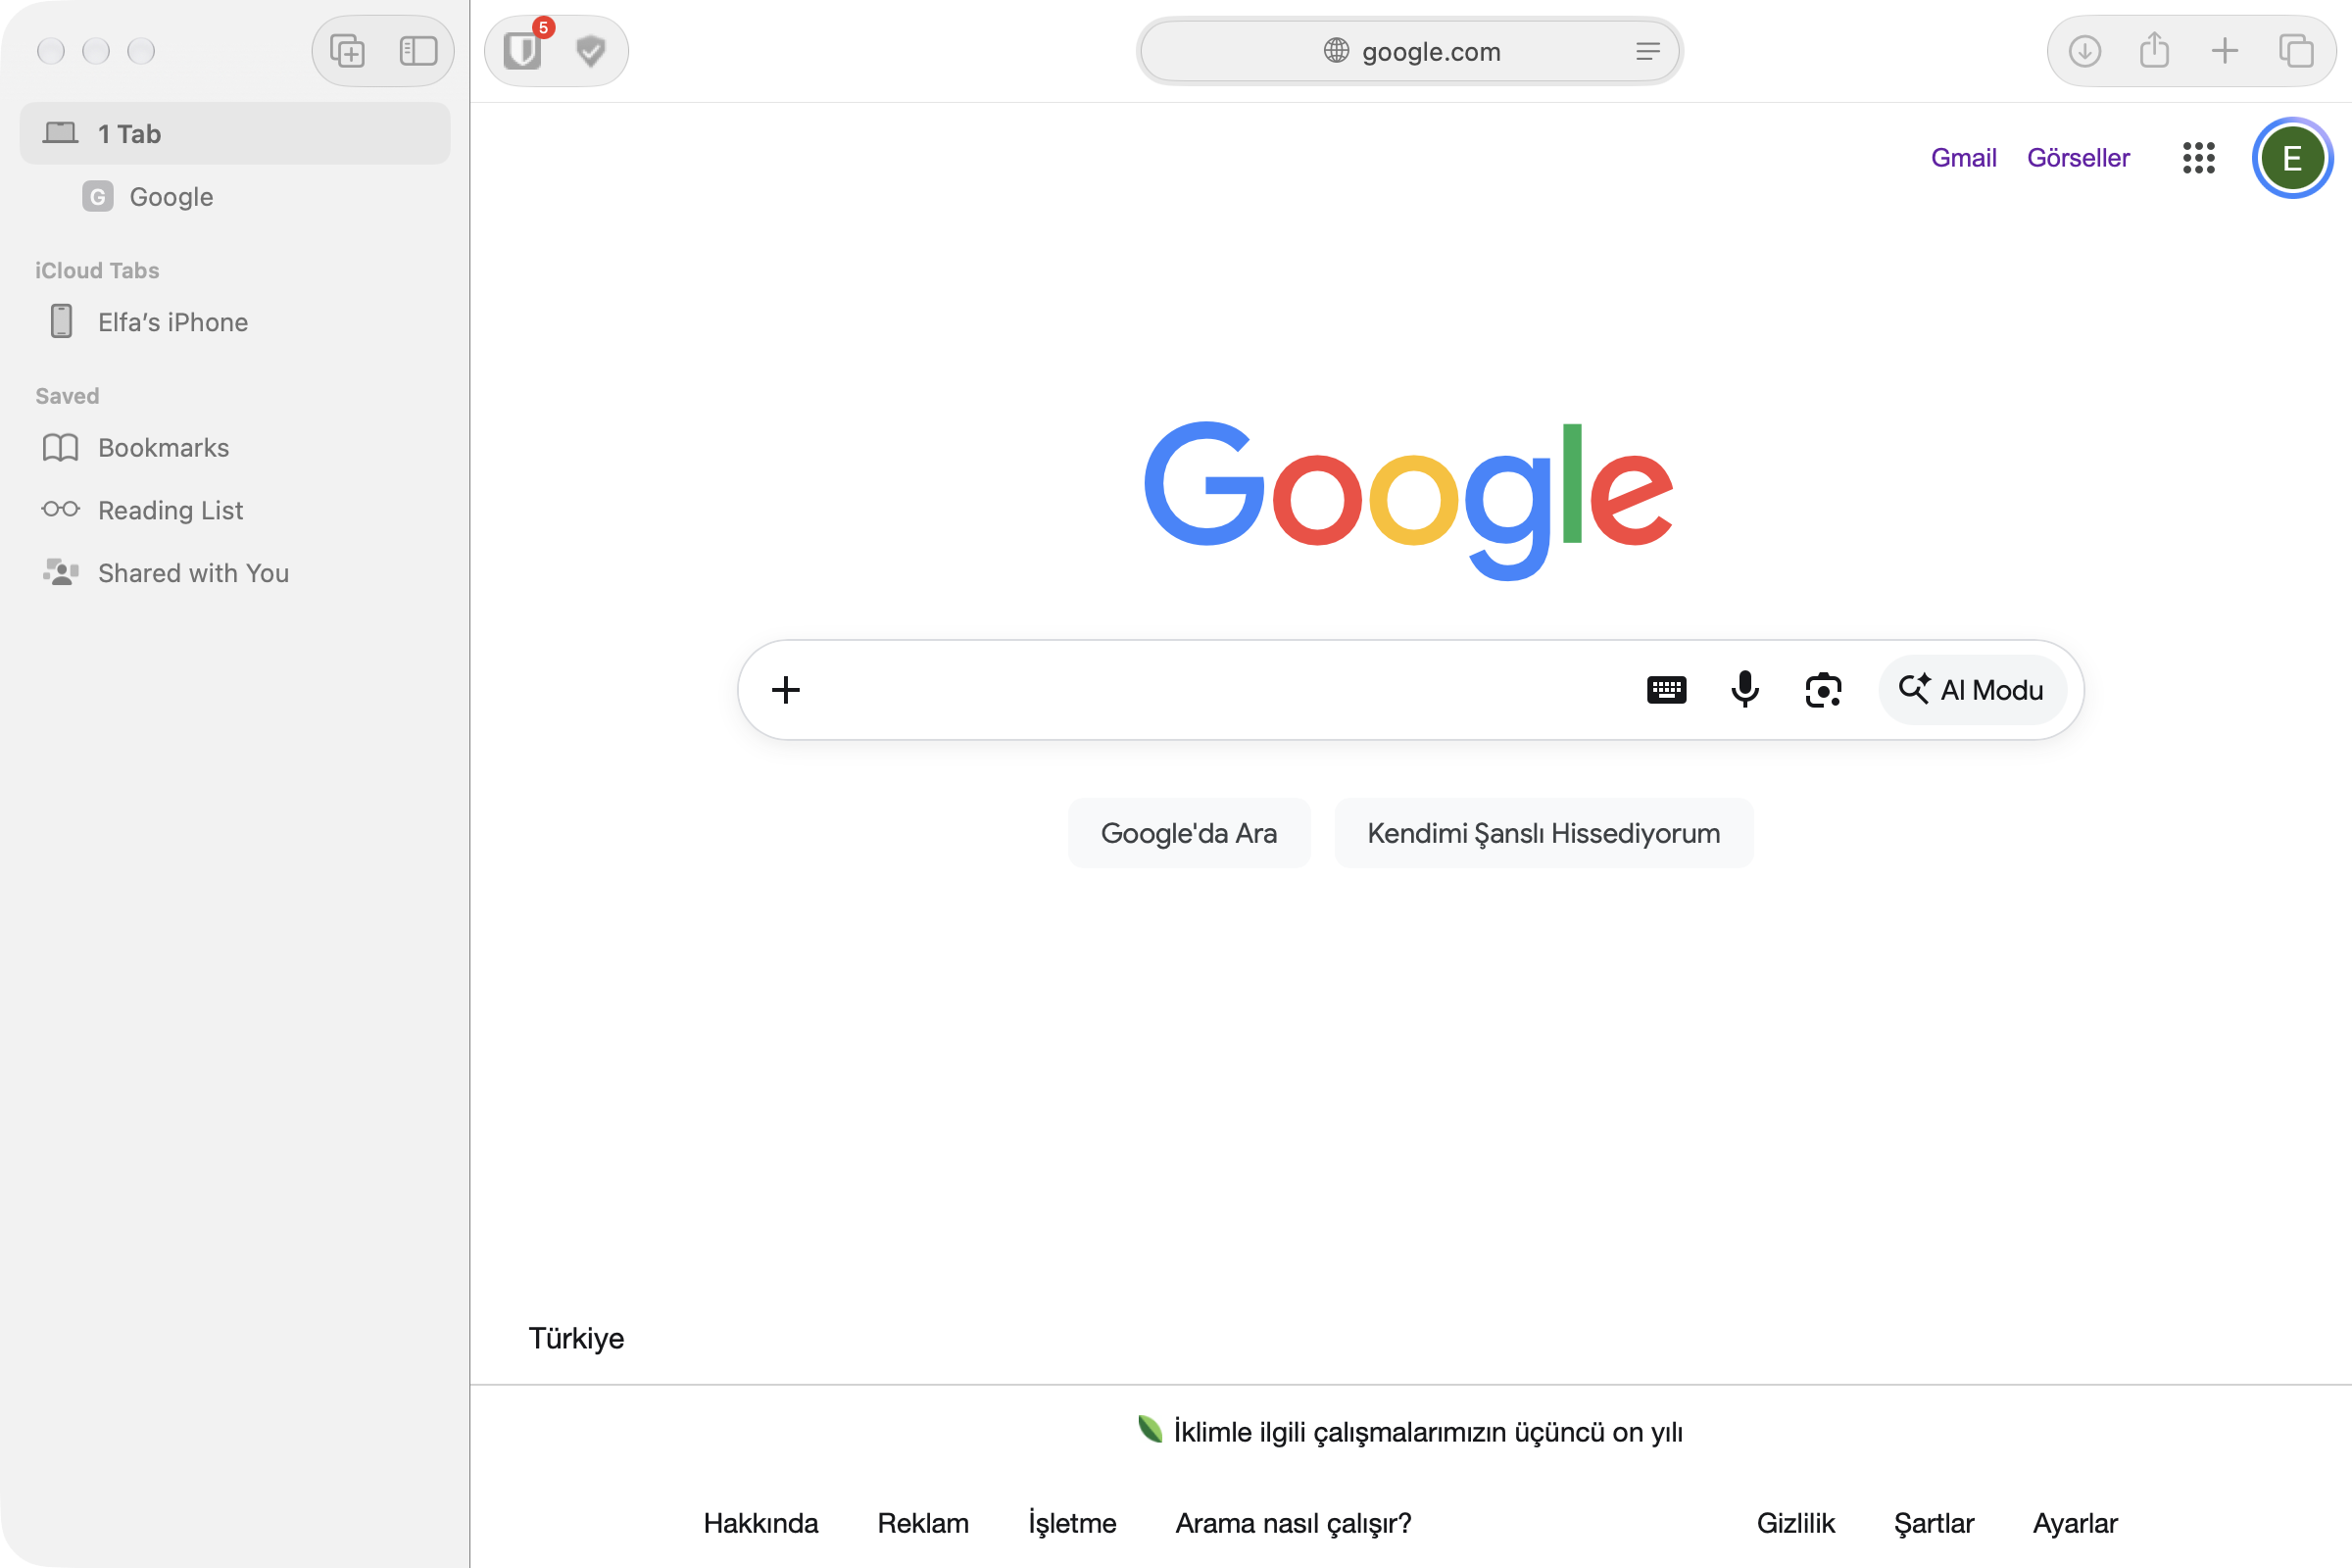 5
google.com
1 Tab
G Google
iCloud Tabs
Elfa’s iPhone
Saved
Bookmarks
Reading List
Shared with You
Gmail Görseller
E
Google
AI Modu
Google'da Ara Kendimi Şanslı Hissediyorum
Türkiye
İklimle ilgili çalışmalarımızın üçüncü on yılı
Hakkında Reklam İşletme Arama nasıl çalışır? Gizlilik Şartlar Ayarlar